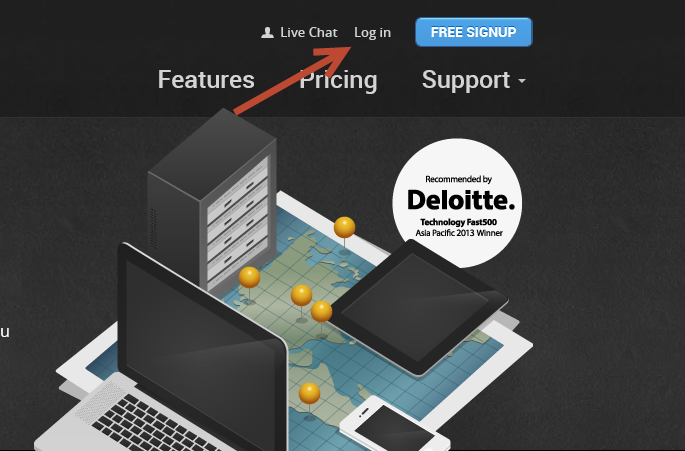 Live Chat Log in FREE SIGNUP
Features Pricing Support
Recommended by
Deloitte.
Technology Fast500
Asia Pacific 2013 Winner
u